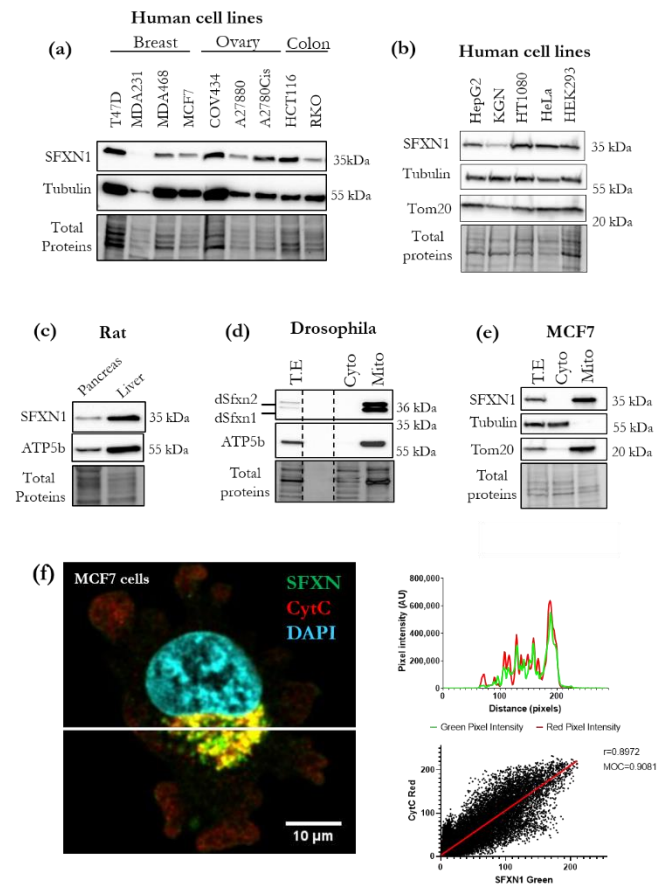 Human cell lines
(a)
Breast Ovary Colon
T47D MDA231 MDA468 MCF7 COV434 A27880 A2780Cis HCT116 RKO
SFXN1 35kDa
Tubulin 55 kDa
Total
Proteins
(b) Human cell lines
HepG2 KGN HT1080 HeLa HEK293
SFXN1 35 kDa
Tubulin 55 kDa
Tom20 20 kDa
Total
proteins
(c) Rat
Pancreas Liver
SFXN1 35 kDa
ATP5b 55 kDa
Total
Proteins
(d) Drosophila
T.E Cyto Mito
dSfxn2
dSfxn1 36 kDa
35 kDa
ATP5b 55 kDa
Total
proteins
(e) MCF7
T.E Cyto Mito
SFXN1 35 kDa
Tubulin 55 kDa
Tom20 20 kDa
Total
proteins
(f) MCF7 cells
SFXN
CytC
DAPI
10 µm
Pixel intensity (AU)
800,000
600,000
400,000
200,000
0
100 200
Distance (pixels)
Green Pixel Intensity Red Pixel Intensity
r=0.8972
MOC=0.9081
CytC Red
200
100
0
0 100 200
SFXN1 Green